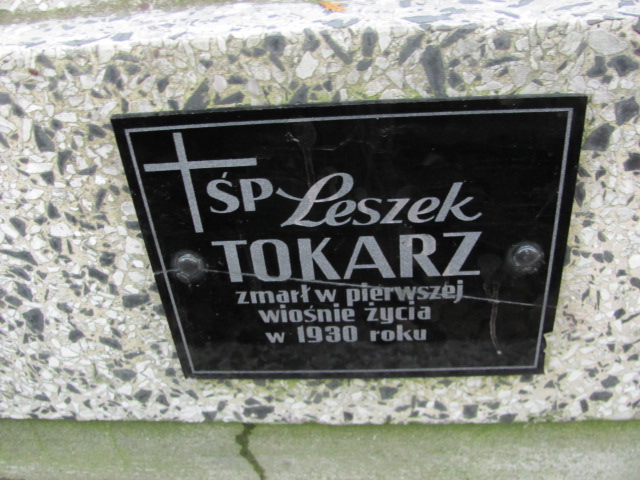 ŚP Leszek
TOKARZ
zmarł w pierwszej
wiośnie życia
w 1930 roku